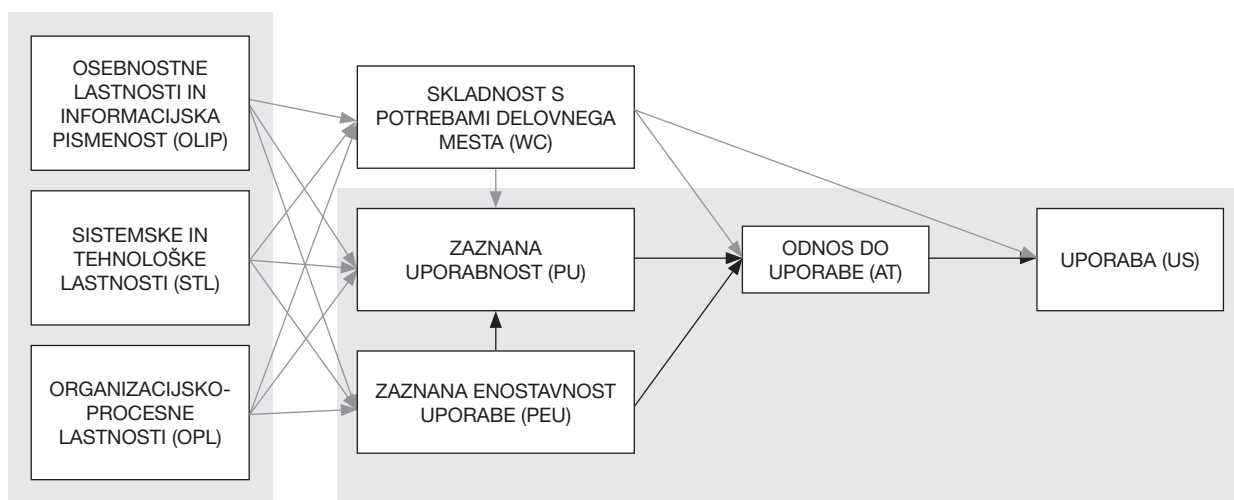 OSEBNOSTNE
LASTNOSTI IN
INFORMACIJSKA
PISMENOST (OLIP)
SISTEMSKE IN
TEHNOLOŠKE
LASTNOSTI (STL)
ORGANIZACIJSKO-
PROCESNE
LASTNOSTI (OPL)
SKLADNOST S
POTREBAMI DELOVNEGA
MESTA (WC)
ZAZNANA
UPORABNOST (PU)
ZAZNANA ENOSTAVNOST
UPORABE (PEU)
ODNOS DO
UPORABE (AT)
UPORABA (US)